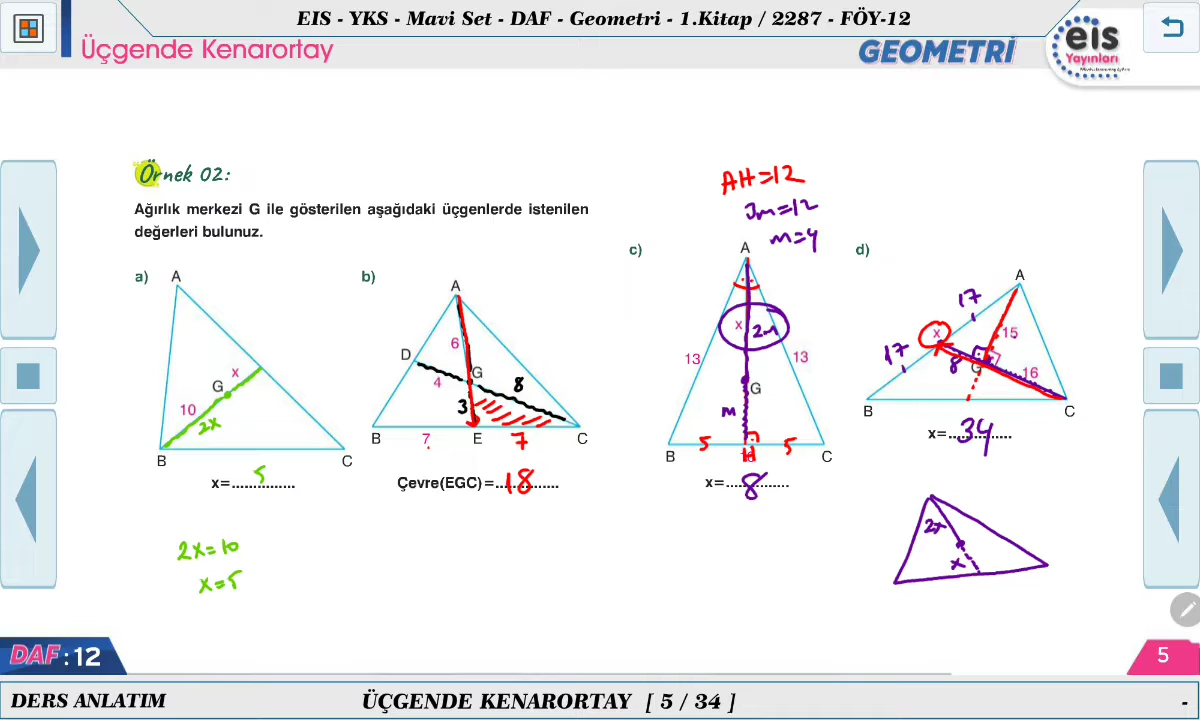 EIS - YKS - Mavi Set - DAF - Geometri - 1.Kitap / 2287 - FÖY-12
Üçgende Kenarortay
GEOMETRİ
eis
Yayınları
Örnek 02:
Ağırlık merkezi G ile gösterilen aşağıdaki üçgenlerde istenilen
değerleri bulunuz.
a)
A
x
G
10
2x
B
C
x=...............
5
2x=10
x=5
b)
A
6
D
G
4
8
3
B
7
E
7
C
Çevre(EGC)=...............
18
AH=12
3m=12
m=4
c)
A
x
2m
13
13
G
m
5
H
5
B
C
x=...............
8
d)
A
17
x
15
17
8
G
16
B
C
x=...............
34
2x
x
DAF:12
5
DERS ANLATIM
ÜÇGENDE KENARORTAY [ 5 / 34 ]
-